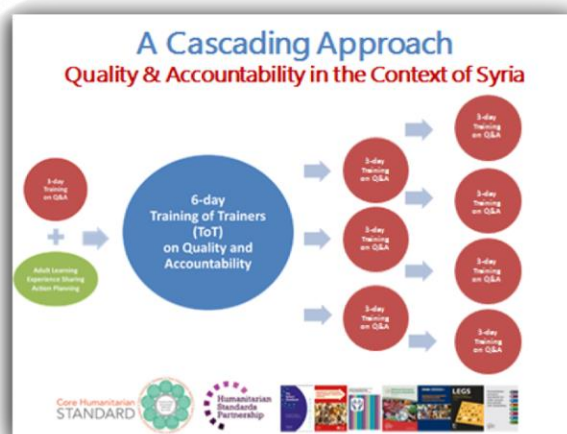 A Cascading Approach
Quality & Accountability in the Context of Syria
3-day
Training
on Q&A
Adult Learning
Experience Sharing
Action Planning
6-day
Training of Trainers
(ToT)
on Quality and
Accountability
3-day
Training
on Q&A
3-day
Training
on Q&A
3-day
Training
on Q&A
3-day
Training
on Q&A
3-day
Training
on Q&A
3-day
Training
on Q&A
3-day
Training
on Q&A
Core Humanitarian
STANDARD
Humanitarian
Standards
Partnership
LEGS